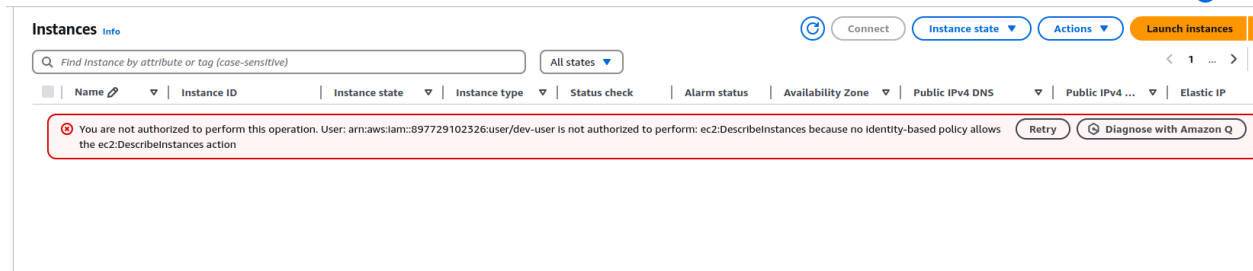 Instances Info
Connect
Instance state
Actions
Launch instances
Find Instance by attribute or tag (case-sensitive)
All states
1 ...
Name Instance ID Instance state Instance type Status check Alarm status Availability Zone Public IPv4 DNS Public IPv4 ... Elastic IP
You are not authorized to perform this operation. User: arn:aws:iam::897729102326:user/dev-user is not authorized to perform: ec2:DescribeInstances because no identity-based policy allows
the ec2:DescribeInstances action
Retry
Diagnose with Amazon Q